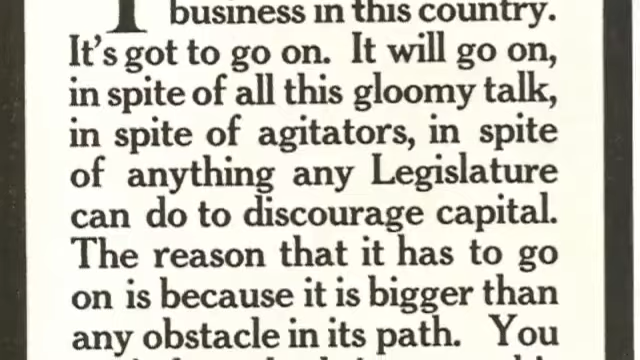 business in this country.
It's got to go on. It will go on,
in spite of all this gloomy talk,
in spite of agitators, in spite
of anything any Legislature
can do to discourage capital.
The reason that it has to go
on is because it is bigger than
any obstacle in its path. You